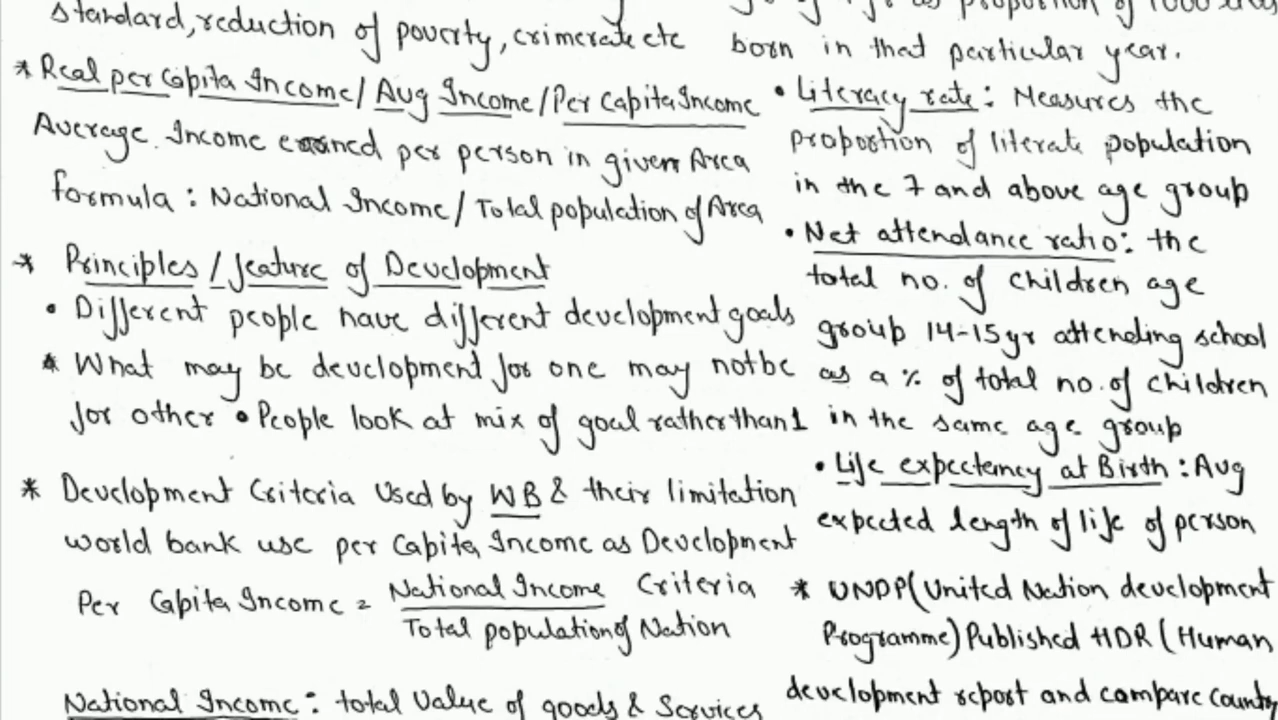 standard, reduction of poverty, crimerate etc
* Real per Capita Income / Avg Income / Per Capita Income
Average Income earned per person in given Area
formula : National Income / Total population of Area
* Principles / feature of Development
• Different people have different development goals
* What may be development for one may notbe
for other • People look at mix of goal rather than 1
* Development Criteria Used by WB & their limitation
world bank use per Capita Income as Development
Criteria
Per Capita Income = National Income
Total population of Nation
National Income : total Value of goods & Services
as proportion of 1000
born in that particular year.
• Literacy rate : Measures the
proportion of literate population
in the 7 and above age group
• Net attendance ratio : the
total no. of children age
group 14-15 yr attending school
as a % of total no. of children
in the same age group
• Life expectemcy at Birth : Avg
expected length of life of person
* UNDP (United Nation development
Programme) Published HDR (Human
development report and compare country